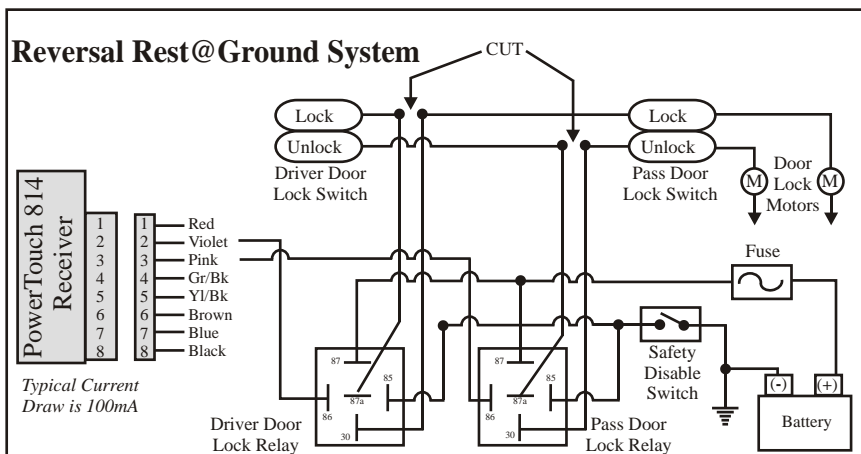 Reversal Rest@Ground System
CUT
Lock
Unlock
Driver Door
Lock Switch
Lock
Unlock
Pass Door
Lock Switch
M
Door
Lock
Motors
M
PowerTouch 814
Receiver
1
2
3
4
5
6
7
8
1
2
3
4
5
6
7
8
Red
Violet
Pink
Gr/Bk
Yl/Bk
Brown
Blue
Black
Typical Current
Draw is 100mA
Fuse
87
85
87a
86
30
Driver Door
Lock Relay
87
85
87a
86
30
Pass Door
Lock Relay
Safety
Disable
Switch
(-)
(+)
Battery